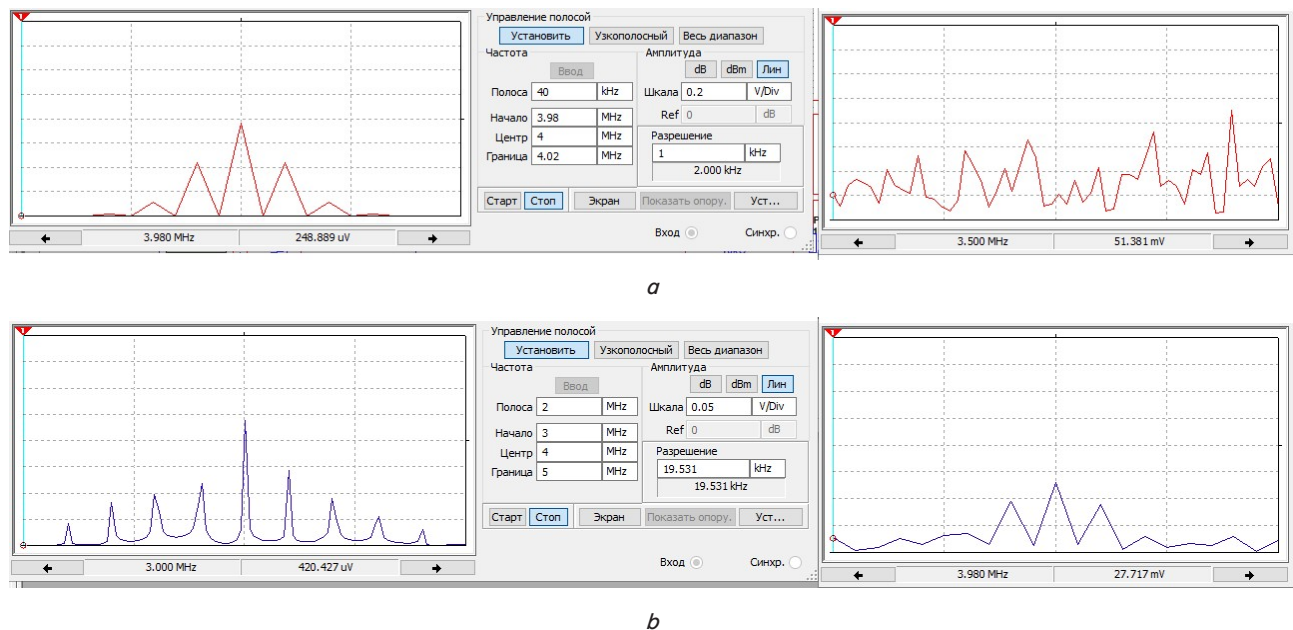 1
Управление полосой
Установить Узкополосный Весь диапазон
Частота Амплитуда
Ввод dB dBm Лин
Полоса 40 kHz Шкала 0.2 V/Div
Начало 3.98 MHz Ref 0 dB
Центр 4 MHz Разрешение
Граница 4.02 MHz 1 kHz
2.000 kHz
Старт Стоп Экран Показать опору. Уст...
Вход Синхр.
3.980 MHz 248.889 uV
1
3.500 MHz 51.381 mV
a
1
Управление полосой
Установить Узкополосный Весь диапазон
Частота Амплитуда
Ввод dB dBm Лин
Полоса 2 MHz Шкала 0.05 V/Div
Начало 3 MHz Ref 0 dB
Центр 4 MHz Разрешение
Граница 5 MHz 19.531 kHz
19.531 kHz
Старт Стоп Экран Показать опору. Уст...
Вход Синхр.
3.000 MHz 420.427 uV
1
3.980 MHz 27.717 mV
b